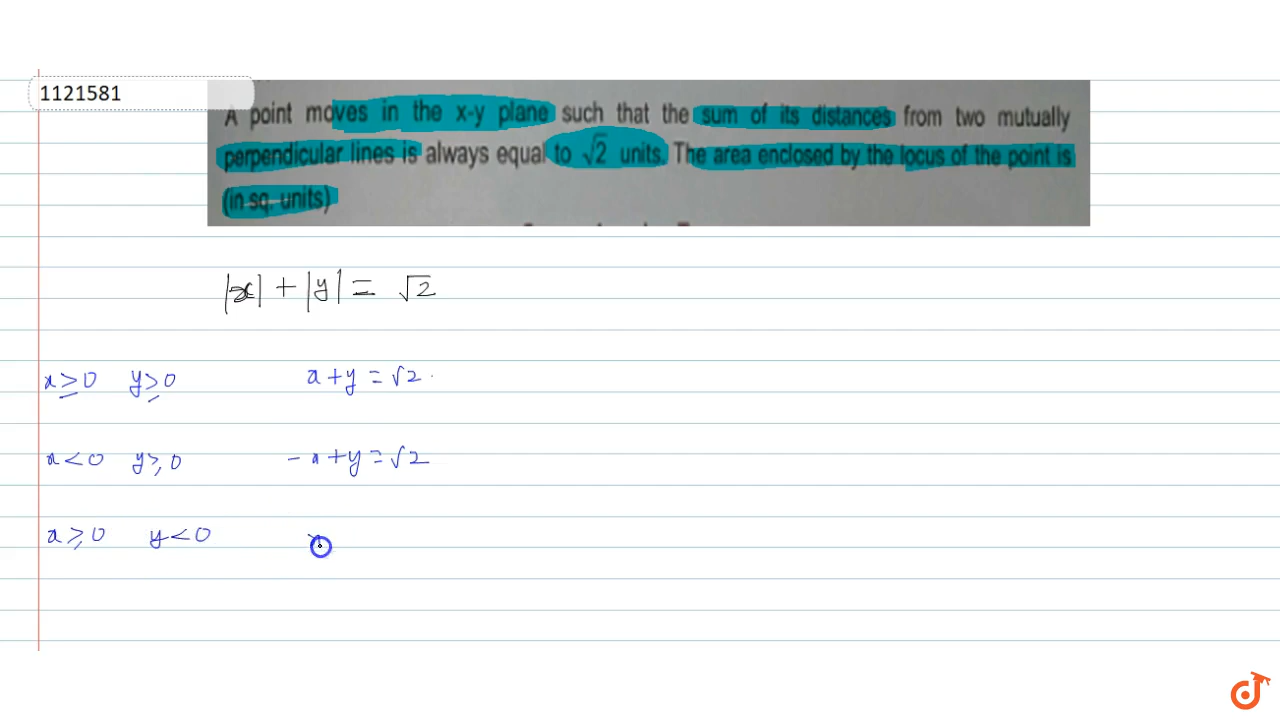 1121581
A point moves in the x-y plane such that the sum of its distances from two mutually
perpendicular lines is always equal to √2 units. The area enclosed by the locus of the point is
(in sq. units)
|x| + |y| = √2
x ≥ 0 y ≥ 0 x + y = √2
x < 0 y ≥ 0 - x + y = √2
x ≥ 0 y < 0 x